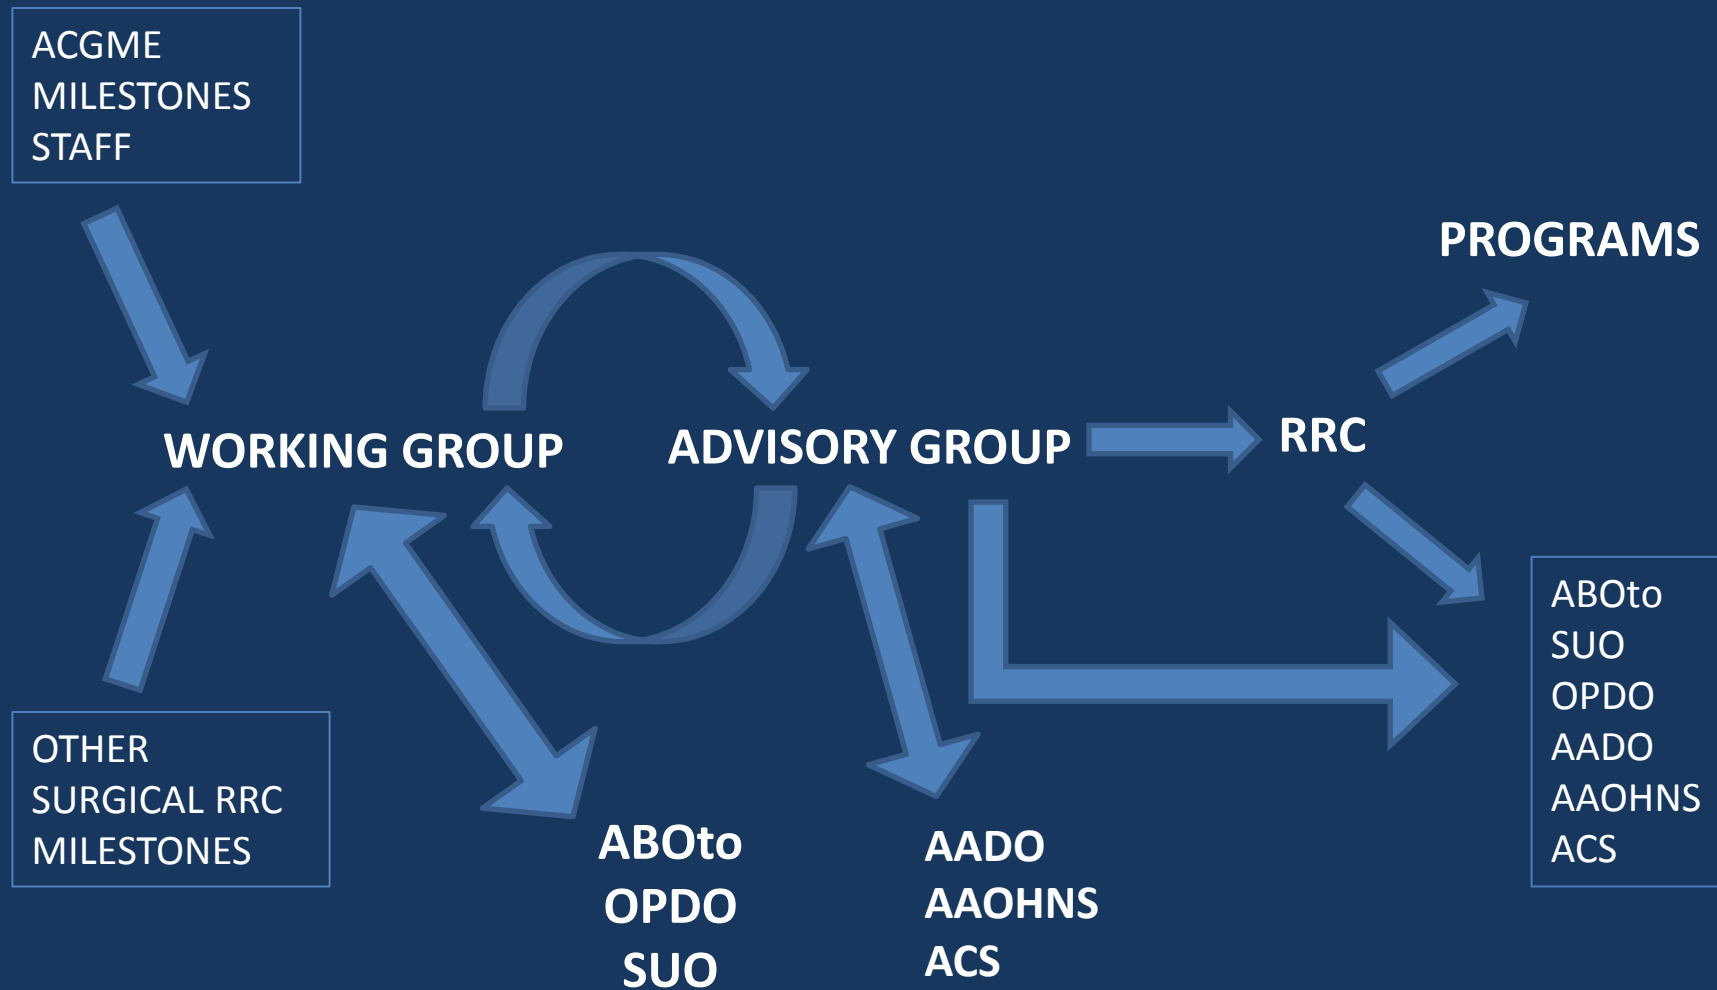 ACGME
MILESTONES
STAFF
PROGRAMS
WORKING GROUP
ADVISORY GROUP
RRC
OTHER
SURGICAL RRC
MILESTONES
ABOto
OPDO
SUO
AADO
AAOHNS
ACS
ABOto
SUO
OPDO
AADO
AAOHNS
ACS